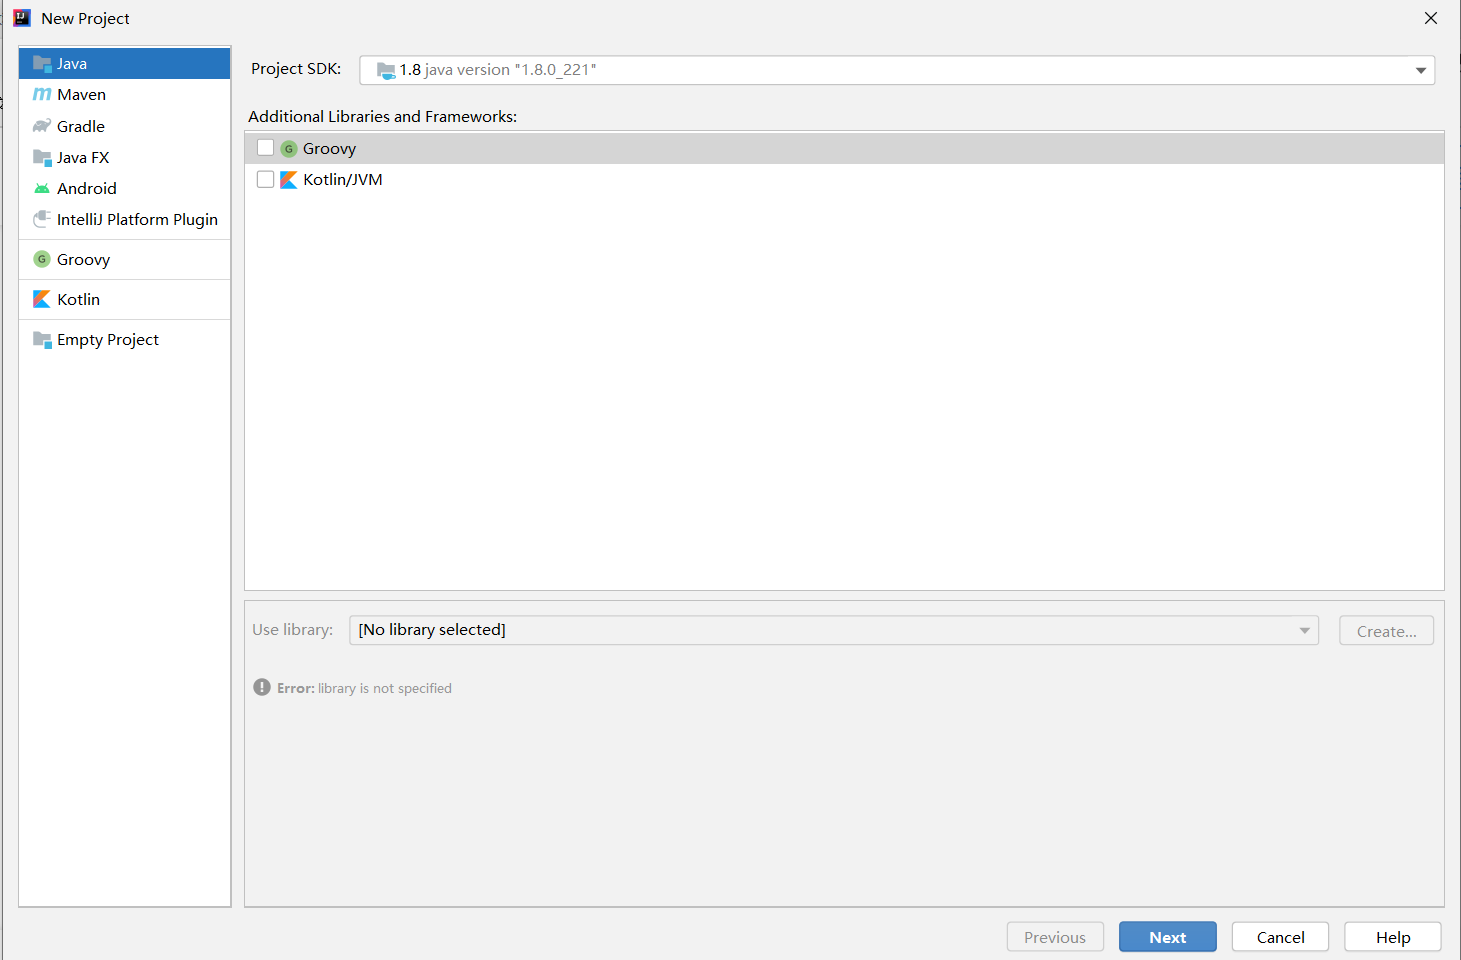 New Project
Java
Maven
Gradle
Java FX
Android
IntelliJ Platform Plugin
Groovy
Kotlin
Empty Project
Project SDK: 1.8 java version "1.8.0_221"
Additional Libraries and Frameworks:
Groovy
Kotlin/JVM
Use library: [No library selected] Create...
Error: library is not specified
Previous Next Cancel Help